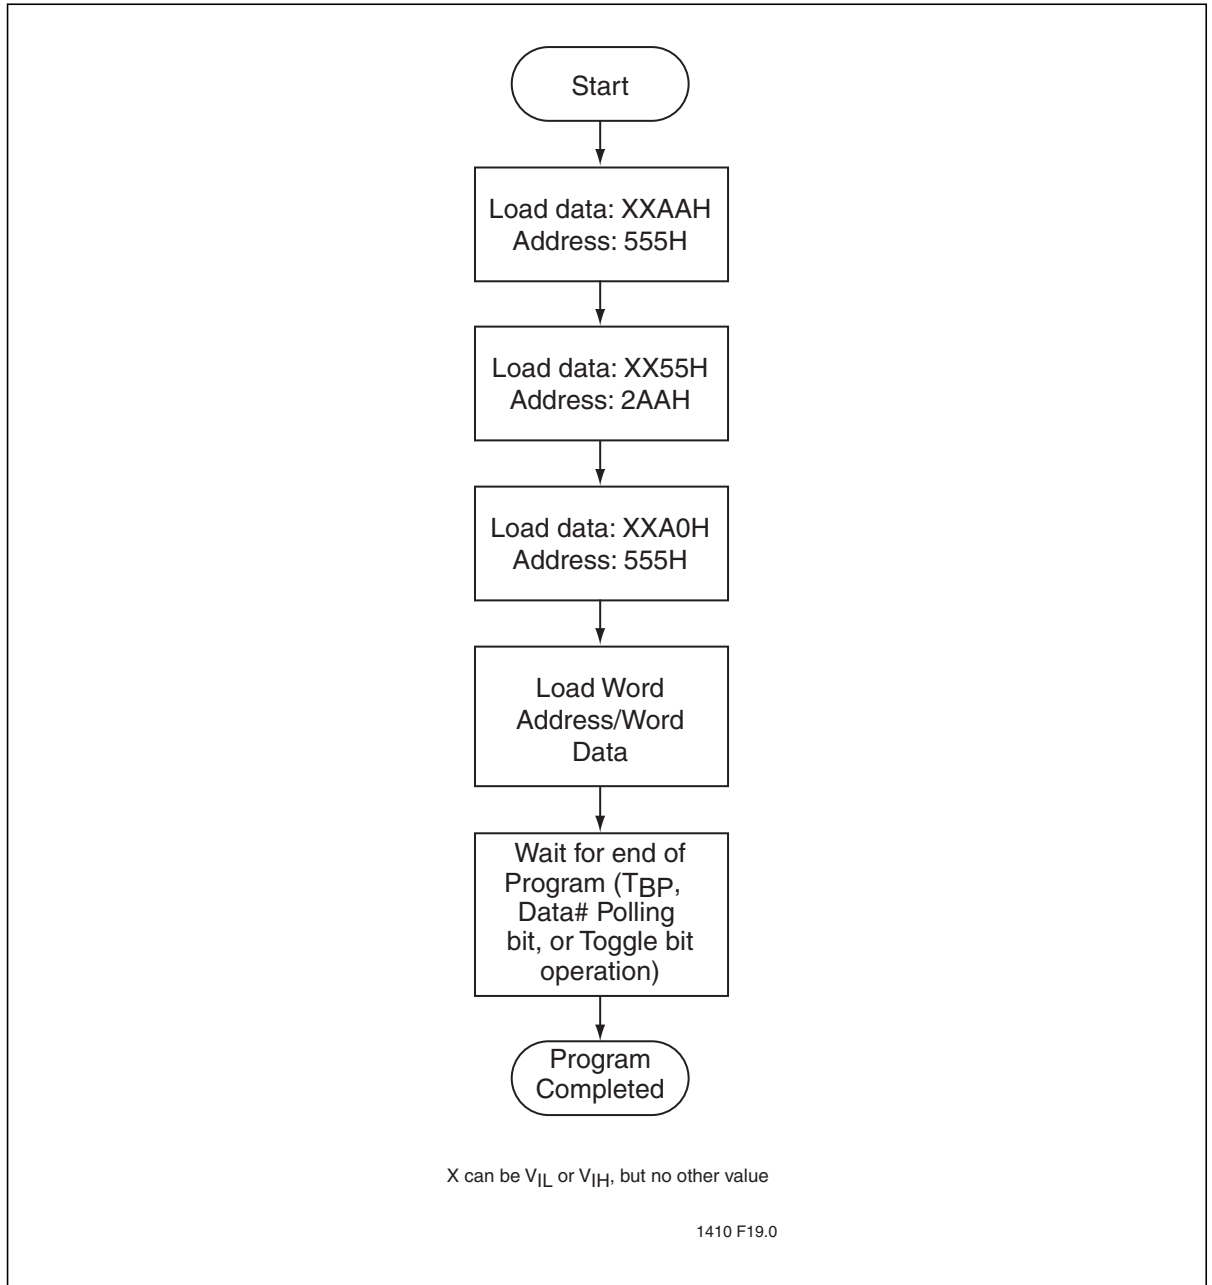 Start
Load data: XXAAH
Address: 555H
Load data: XX55H
Address: 2AAH
Load data: XXA0H
Address: 555H
Load Word
Address/Word
Data
Wait for end of
Program (TBP,
Data# Polling
bit, or Toggle bit
operation)
Program
Completed
X can be VIL or VIH, but no other value
1410 F19.0